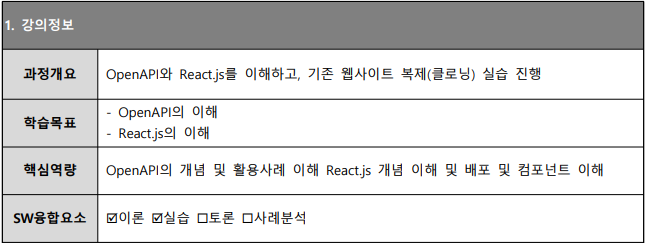 1. 강의정보
과정개요 OpenAPI와 React.js를 이해하고, 기존 웹사이트 복제(클로닝) 실습 진행
학습목표 - OpenAPI의 이해
- React.js의 이해
핵심역량 OpenAPI의 개념 및 활용사례 이해 React.js 개념 이해 및 배포 및 컴포넌트 이해
SW융합요소 ☑이론 ☑실습 ☐토론 ☐사례분석